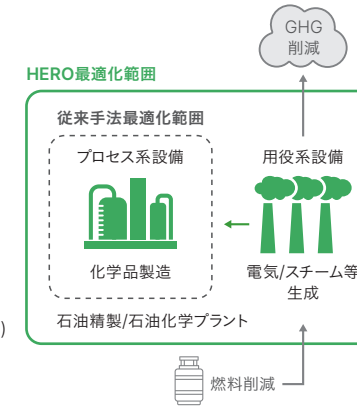 GHG
削減
HERO最適化範囲
従来手法最適化範囲
プロセス系設備
用役系設備
化学品製造
電気/スチーム等
生成
石油精製/石油化学プラント
)
燃料削減